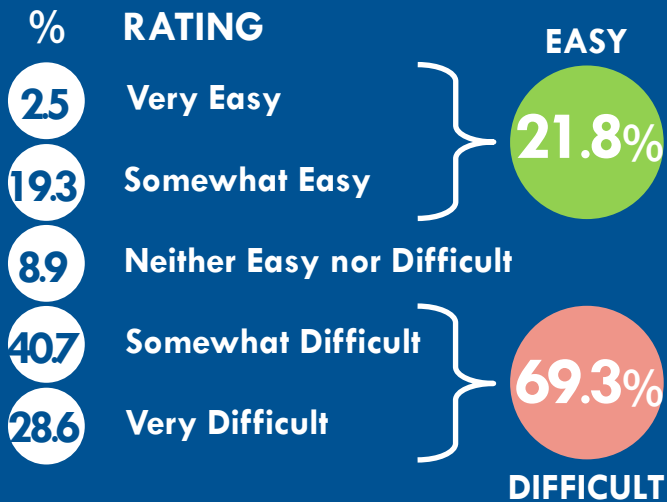 % RATING
EASY
2.5 Very Easy
19.3 Somewhat Easy
21.8%
8.9 Neither Easy nor Difficult
40.7 Somewhat Difficult
28.6 Very Difficult
69.3%
DIFFICULT